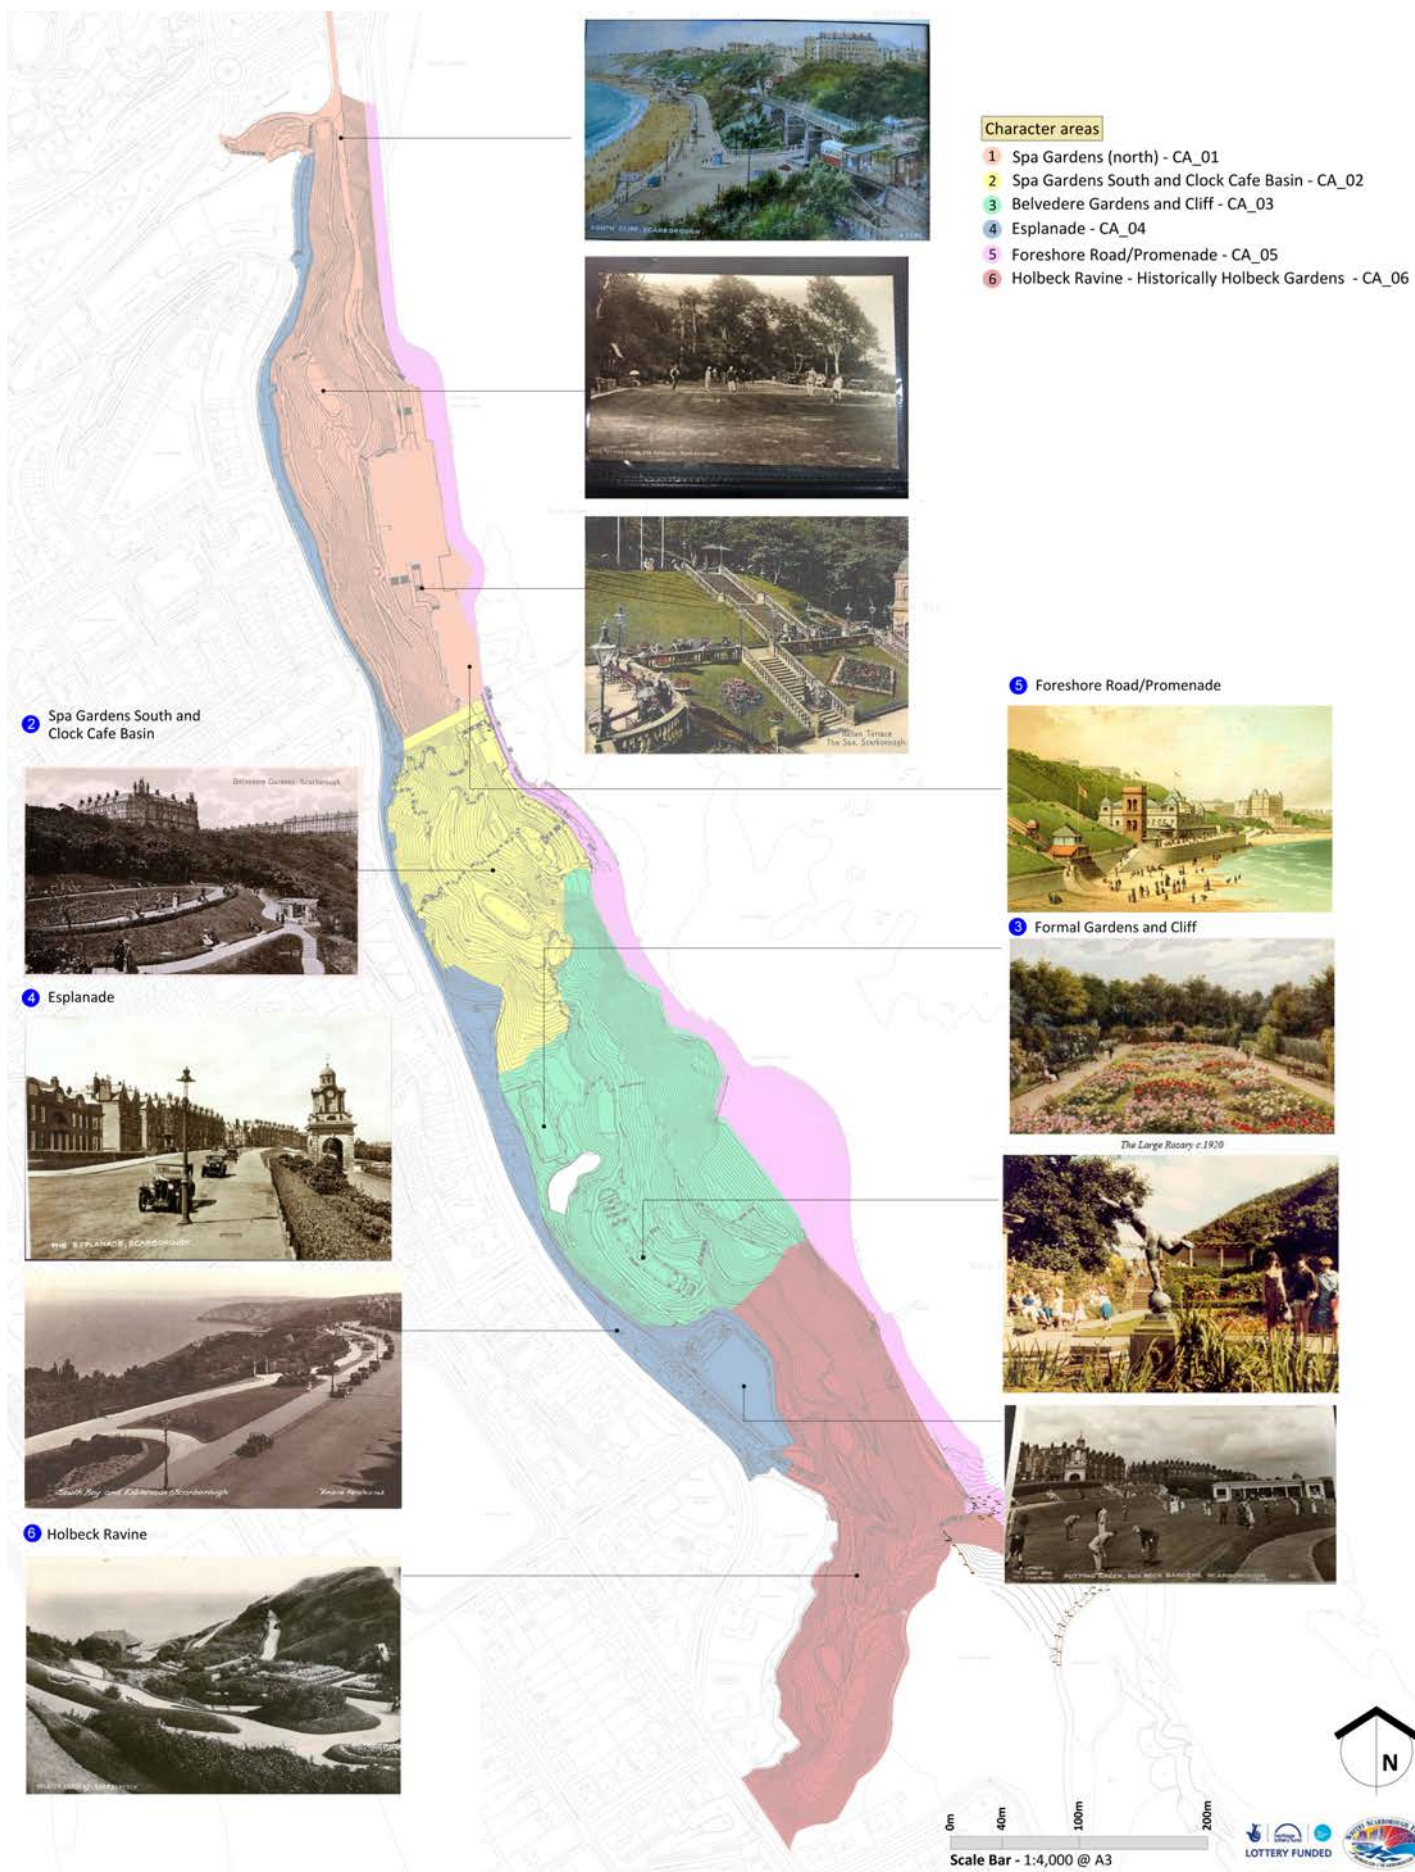 SOUTH CLIFF, SCARBOROUGH.
Character areas
1 Spa Gardens (north) - CA_01
2 Spa Gardens South and Clock Cafe Basin - CA_02
3 Belvedere Gardens and Cliff - CA_03
4 Esplanade - CA_04
5 Foreshore Road/Promenade - CA_05
6 Holbeck Ravine - Historically Holbeck Gardens - CA_06
Italian Terrace
The Spa, Scarborough
2 Spa Gardens South and
Clock Cafe Basin
Belvedere Gardens, Scarborough
4 Esplanade
THE ESPLANADE, SCARBOROUGH.
South Bay and Esplanade, Scarborough
6 Holbeck Ravine
5 Foreshore Road/Promenade
3 Formal Gardens and Cliff
The Large Rosary c.1920
PUTTING GREEN, HOLBECK GARDENS, SCARBOROUGH
N
0m
40m
100m
200m
Scale Bar - 1:4,000 @ A3
heritage
lottery fund
LOTTERY FUNDED